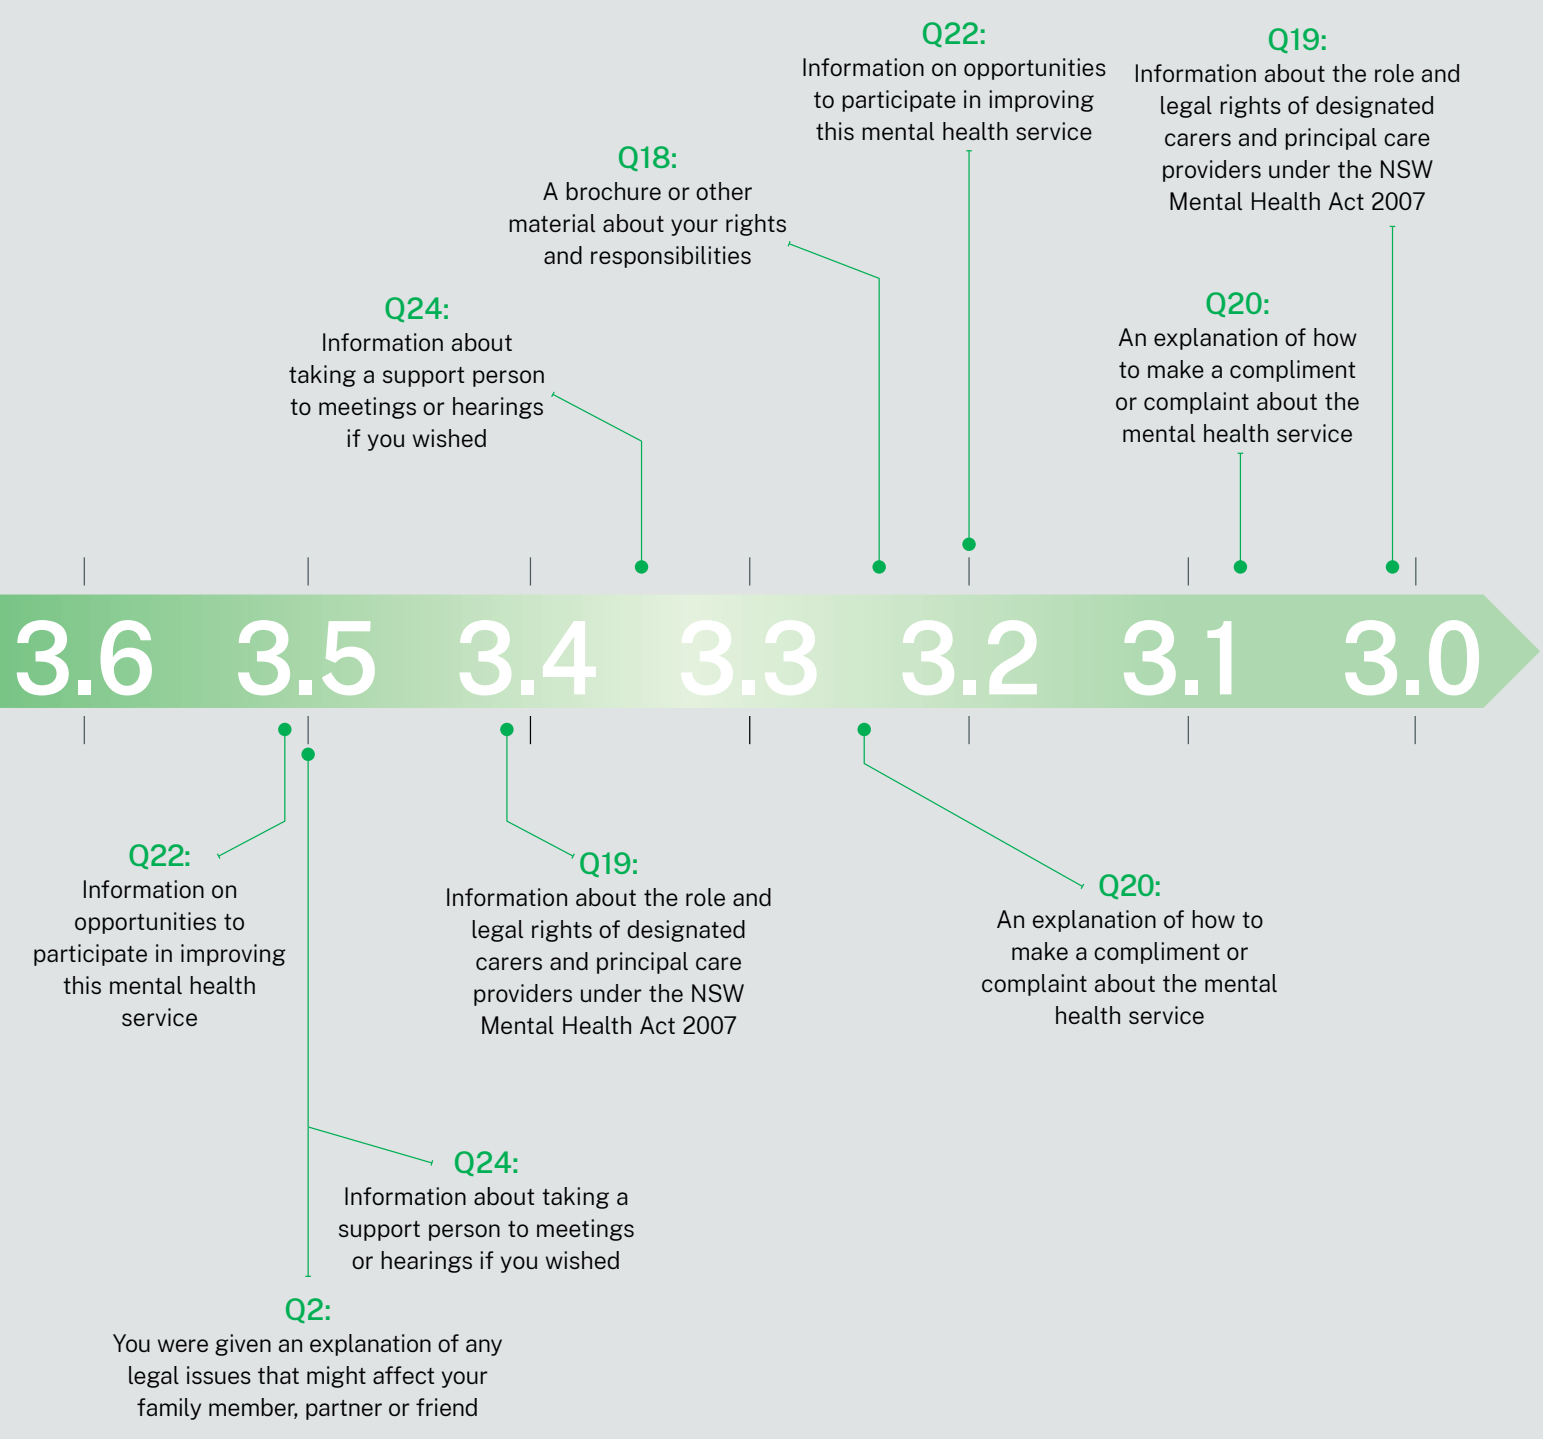 Q22:
Information on opportunities
to participate in improving
this mental health service
Q19:
Information about the role and
legal rights of designated
carers and principal care
providers under the NSW
Mental Health Act 2007
Q18:
A brochure or other
material about your rights
and responsibilities
Q24:
Information about
taking a support person
to meetings or hearings
if you wished
Q20:
An explanation of how
to make a compliment
or complaint about the
mental health service
3.6 3.5 3.4 3.3 3.2 3.1 3.0
Q22:
Information on
opportunities to
participate in improving
this mental health
service
Q19:
Information about the role and
legal rights of designated
carers and principal care
providers under the NSW
Mental Health Act 2007
Q20:
An explanation of how to
make a compliment or
complaint about the mental
health service
Q24:
Information about taking a
support person to meetings
or hearings if you wished
Q2:
You were given an explanation of any
legal issues that might affect your
family member, partner or friend